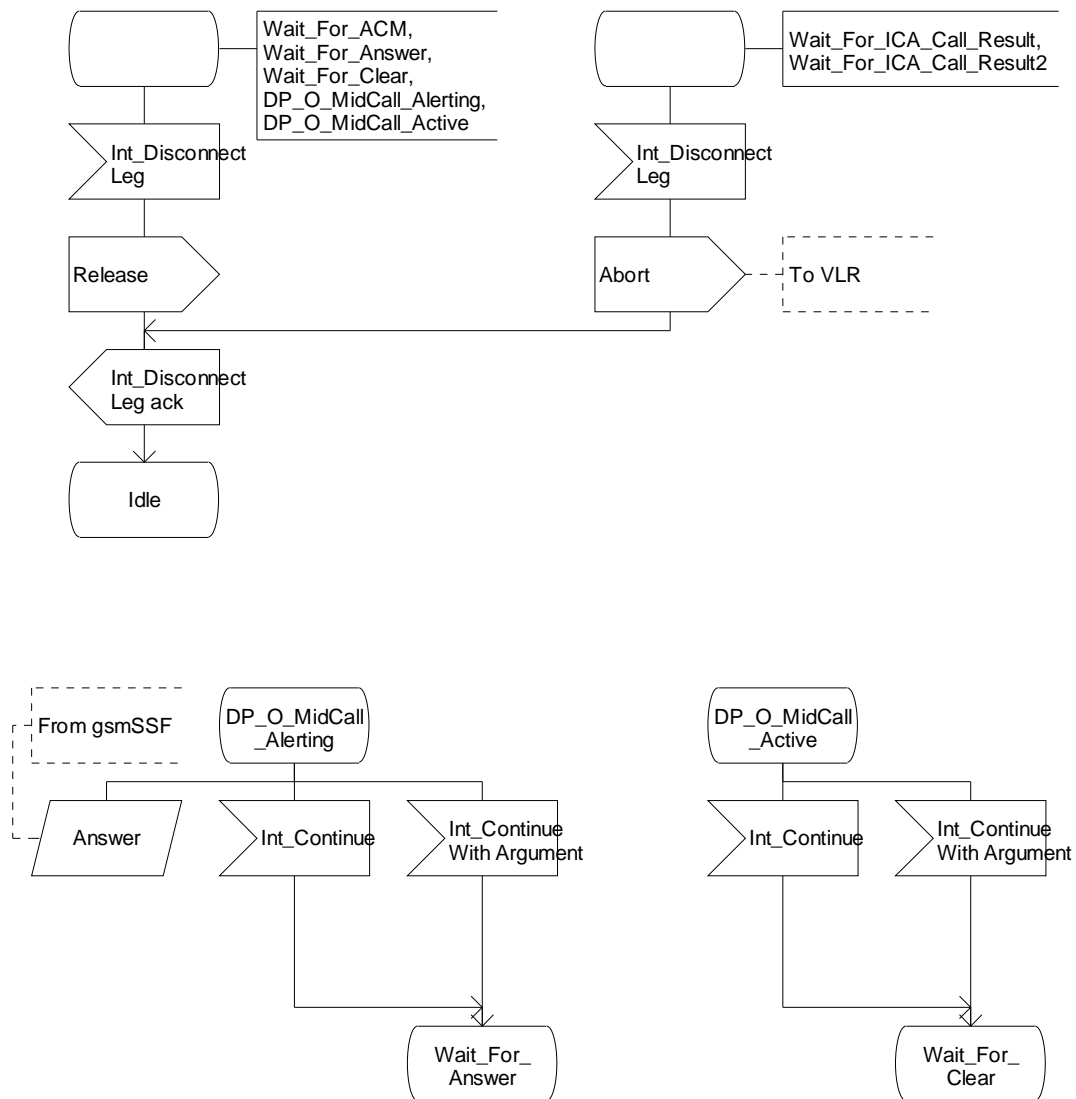 Wait_For_ACM,
Wait_For_Answer,
Wait_For_Clear,
DP_O_MidCall_Alerting,
DP_O_MidCall_Active
Wait_For_ICA_Call_Result,
Wait_For_ICA_Call_Result2
Int_Disconnect
Leg
Int_Disconnect
Leg
Release
Abort
To VLR
Int_Disconnect
Leg ack
Idle
From gsmSSF
DP_O_MidCall
_Alerting
DP_O_MidCall
_Active
Answer
Int_Continue
Int_Continue
With Argument
Int_Continue
Int_Continue
With Argument
Wait_For_
Answer
Wait_For_
Clear